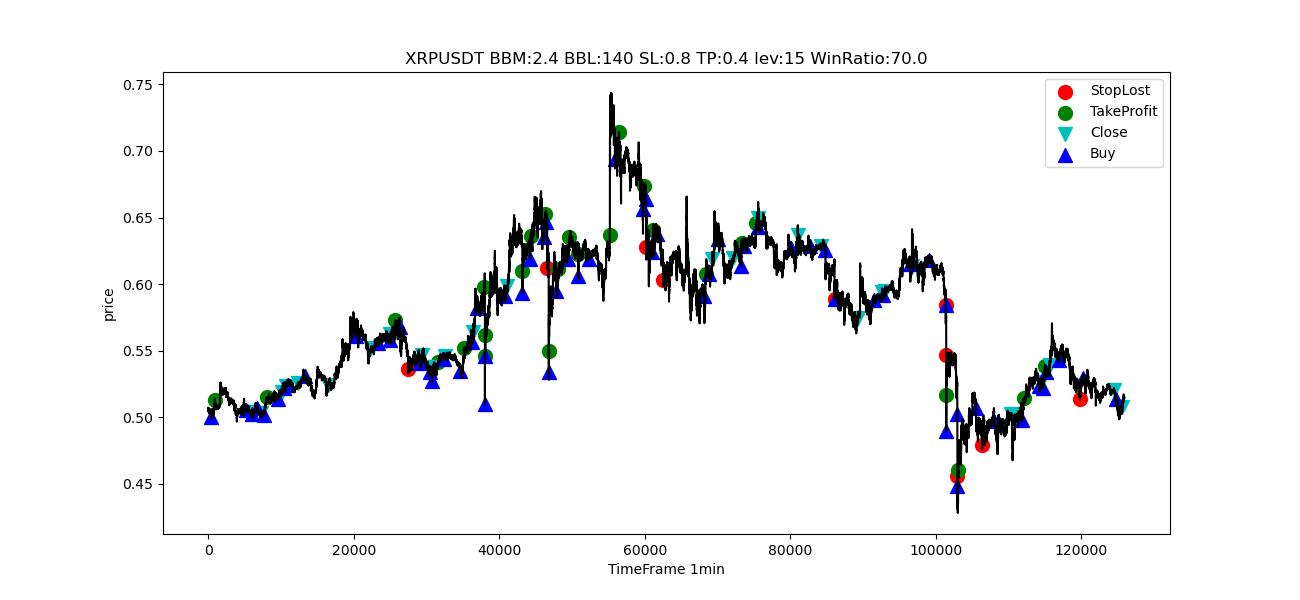 XRPUSDT BBM:2.4 BBL:140 SL:0.8 TP:0.4 lev:15 WinRatio:70.0
StopLost
TakeProfit
Close
Buy
price
0.75
0.70
0.65
0.60
0.55
0.50
0.45
0
20000
40000
60000
80000
100000
120000
TimeFrame 1min